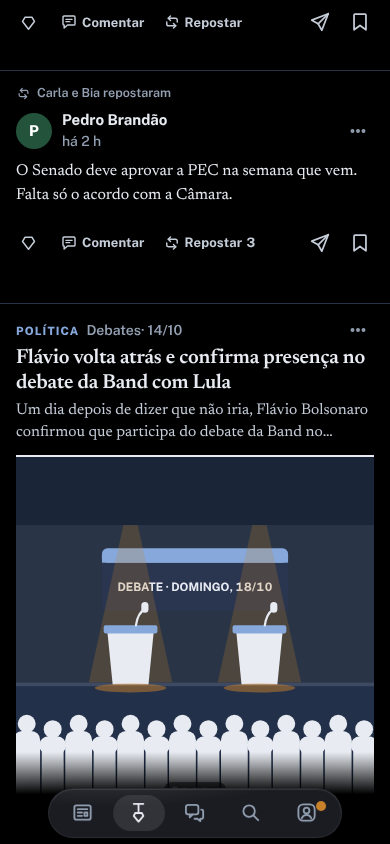 Comentar Repostar
Carla e Bia repostaram
P
Pedro Brandão
há 2 h
O Senado deve aprovar a PEC na semana que vem.
Falta só o acordo com a Câmara.
Comentar Repostar 3
POLÍTICA Debates· 14/10
Flávio volta atrás e confirma presença no
debate da Band com Lula
Um dia depois de dizer que não iria, Flávio Bolsonaro
confirmou que participa do debate da Band no...
DEBATE · DOMINGO, 18/10